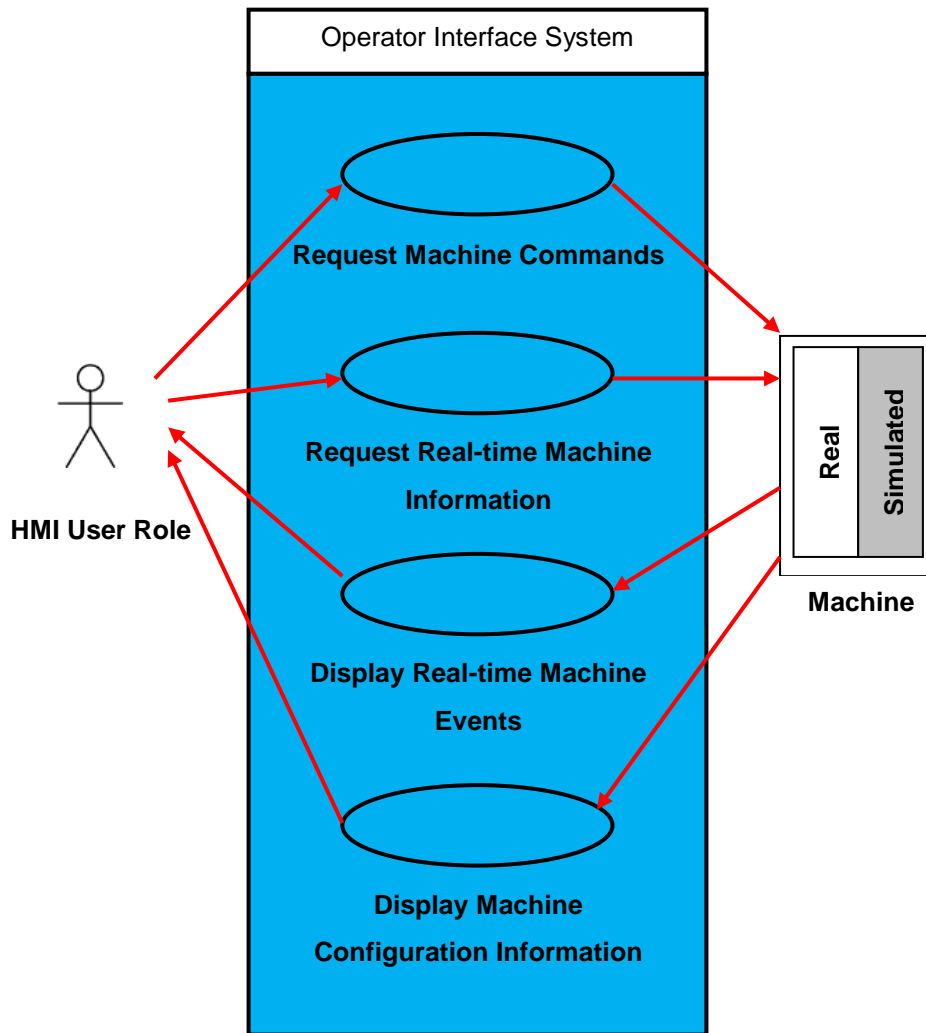 Operator Interface System
Request Machine Commands
Request Real-time Machine
Information
HMI User Role
Real
Simulated
Machine
Display Real-time Machine
Events
Display Machine
Configuration Information